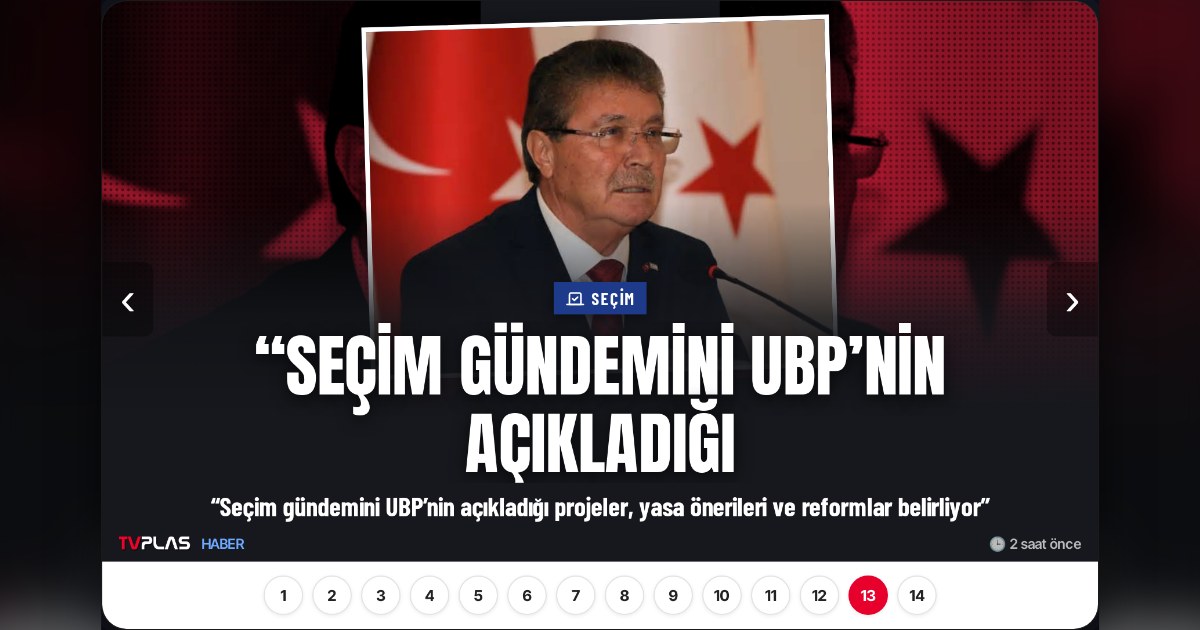 SEÇİM
“SEÇİM GÜNDEMİNİ UBP’NİN
AÇIKLADIĞI
“Seçim gündemini UBP’nin açıkladığı projeler, yasa önerileri ve reformlar belirliyor”
TVPLAS HABER 2 saat önce
1 2 3 4 5 6 7 8 9 10 11 12 13 14